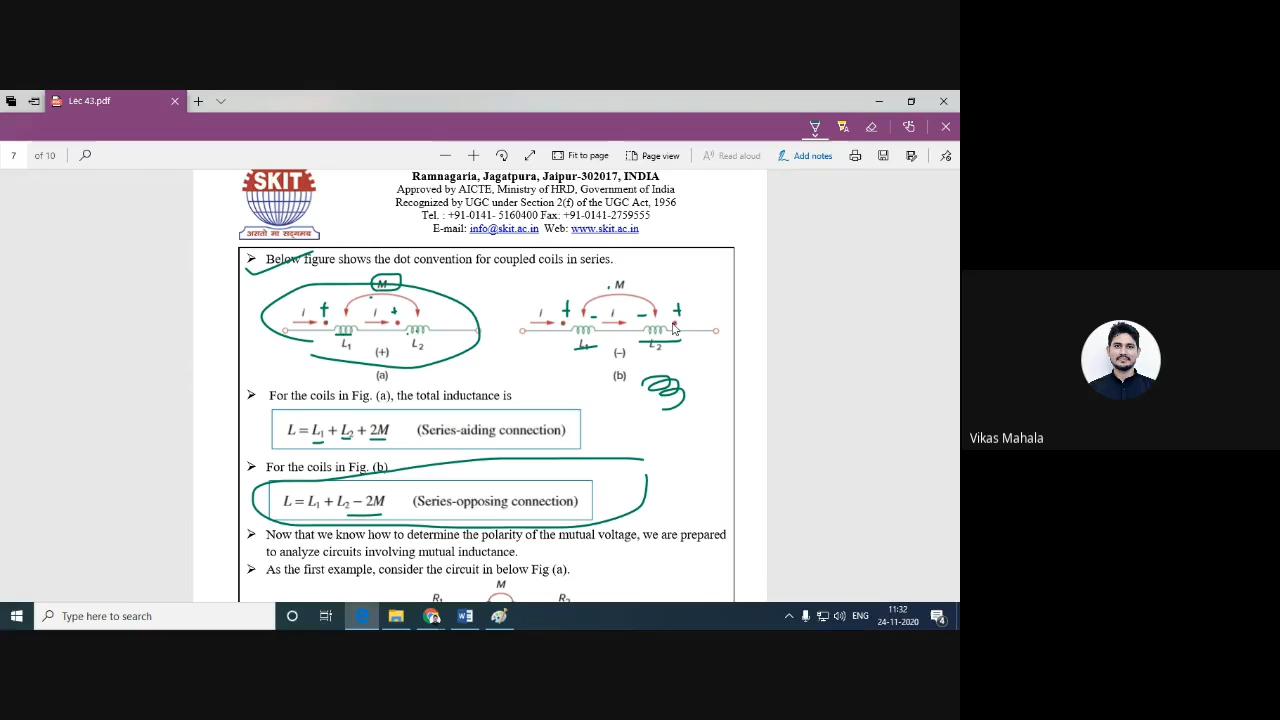 Lec 43.pdf
7 of 10
Fit to page
Page view
Read aloud
Add notes
SKIT
असतो मा सद्गमय
Ramnagaria, Jagatpura, Jaipur-302017, INDIA
Approved by AICTE, Ministry of HRD, Government of India
Recognized by UGC under Section 2(f) of the UGC Act, 1956
Tel. : +91-0141- 5160400 Fax: +91-0141-2759555
E-mail: info@skit.ac.in Web: www.skit.ac.in
Below figure shows the dot convention for coupled coils in series.
M
M
i + i +
i + - i - +
L₁ L₂
L₁ L₂
(+)
(−)
(a)
(b)
For the coils in Fig. (a), the total inductance is
L = L₁ + L₂ + 2M (Series-aiding connection)
For the coils in Fig. (b)
L = L₁ + L₂ − 2M (Series-opposing connection)
Now that we know how to determine the polarity of the mutual voltage, we are prepared
to analyze circuits involving mutual inductance.
As the first example, consider the circuit in below Fig (a).
M
R₁ R₂
Type here to search
ENG
11:32
24-11-2020
4
Vikas Mahala